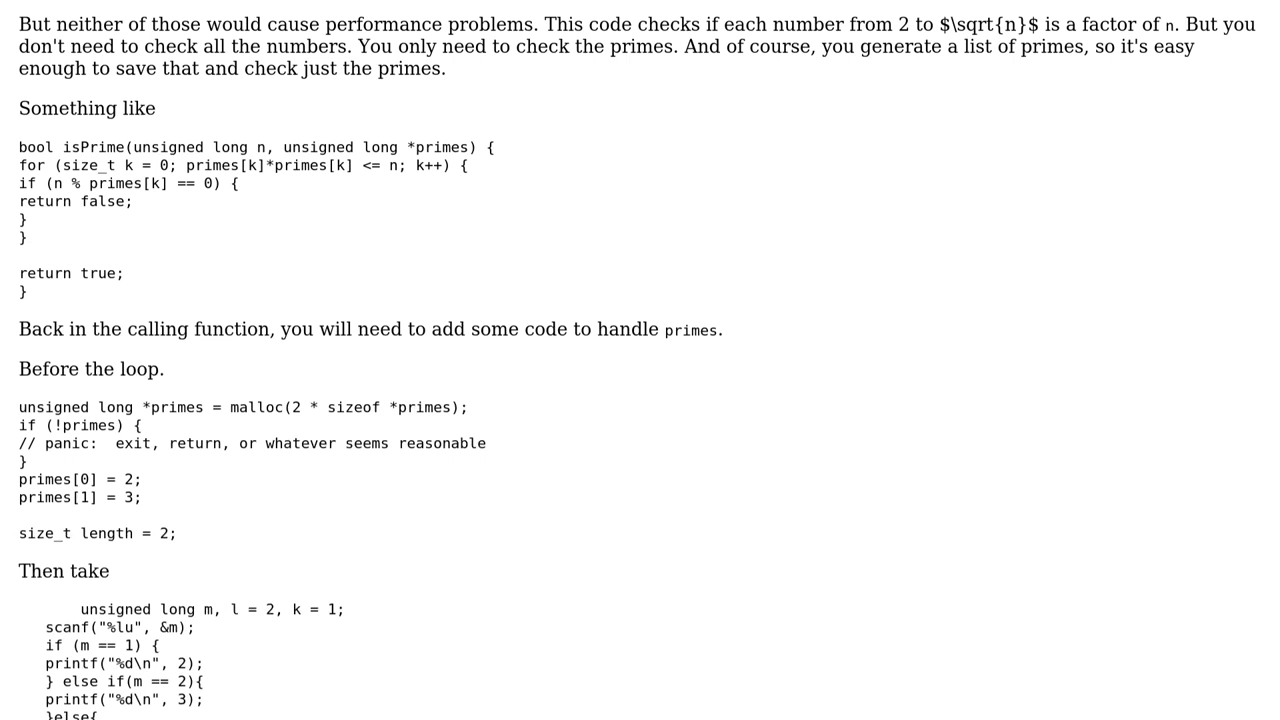 But neither of those would cause performance problems. This code checks if each number from 2 to $\sqrt{n}$ is a factor of n. But you
don't need to check all the numbers. You only need to check the primes. And of course, you generate a list of primes, so it's easy
enough to save that and check just the primes.
Something like
bool isPrime(unsigned long n, unsigned long *primes) {
for (size_t k = 0; primes[k]*primes[k] <= n; k++) {
if (n % primes[k] == 0) {
return false;
}
}
return true;
}
Back in the calling function, you will need to add some code to handle primes.
Before the loop.
unsigned long *primes = malloc(2 * sizeof *primes);
if (!primes) {
// panic:  exit, return, or whatever seems reasonable
}
primes[0] = 2;
primes[1] = 3;
size_t length = 2;
Then take
unsigned long m, l = 2, k = 1;
scanf("%lu", &m);
if (m == 1) {
printf("%d\n", 2);
} else if(m == 2){
printf("%d\n", 3);
}else{